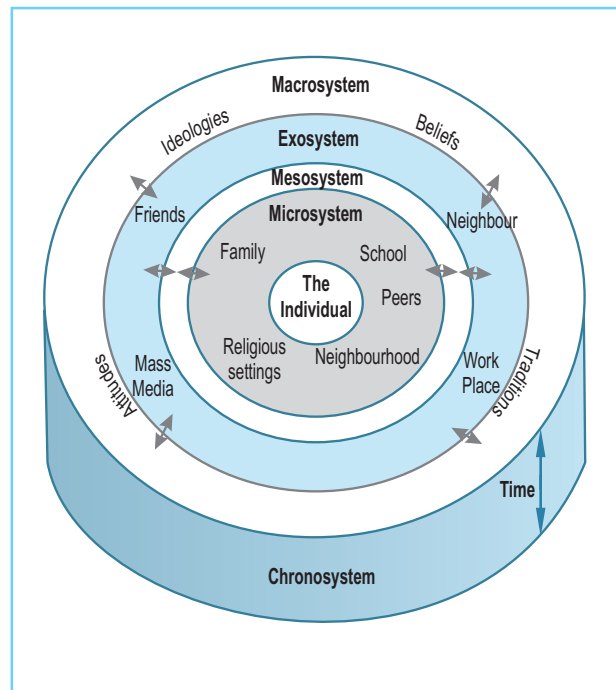 Macrosystem
Ideologies
Beliefs
Exosystem
Mesosystem
Friends
Microsystem
Neighbour
Family
School
The
Individual
Peers
Religious
settings
Neighbourhood
Mass
Media
Work
Place
Attitudes
Traditions
Time
Chronosystem